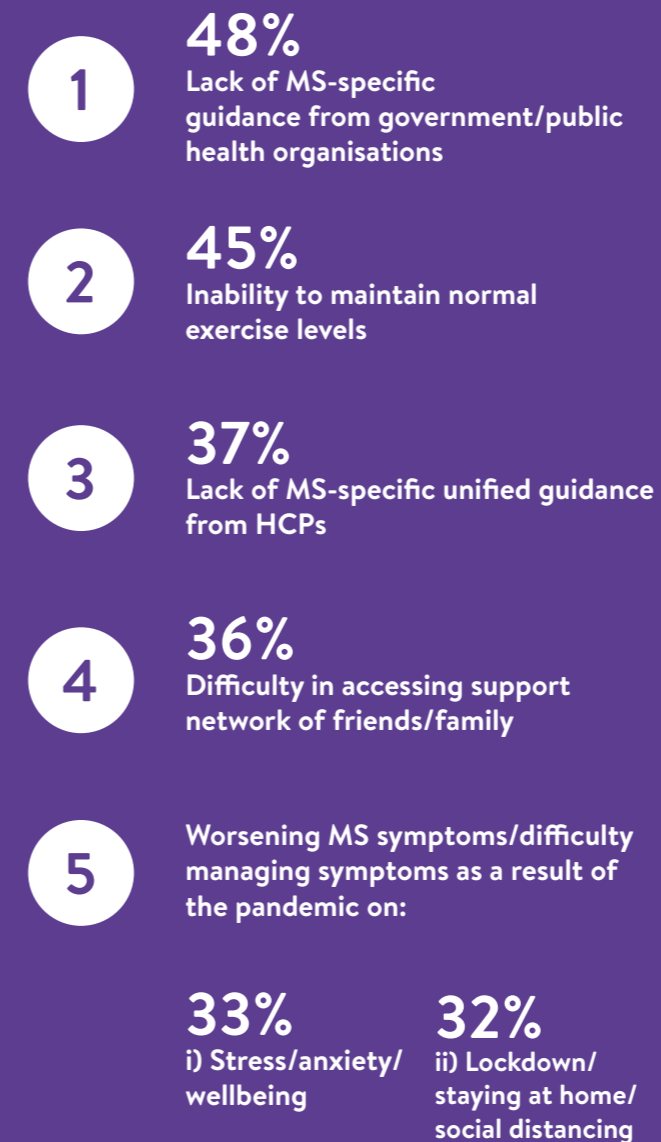 1
48%
Lack of MS-specific
guidance from government/public
health organisations
2
45%
Inability to maintain normal
exercise levels
3
37%
Lack of MS-specific unified guidance
from HCPs
4
36%
Difficulty in accessing support
network of friends/family
5
Worsening MS symptoms/difficulty
managing symptoms as a result of
the pandemic on:
33%
i) Stress/anxiety/
wellbeing
32%
ii) Lockdown/
staying at home/
social distancing